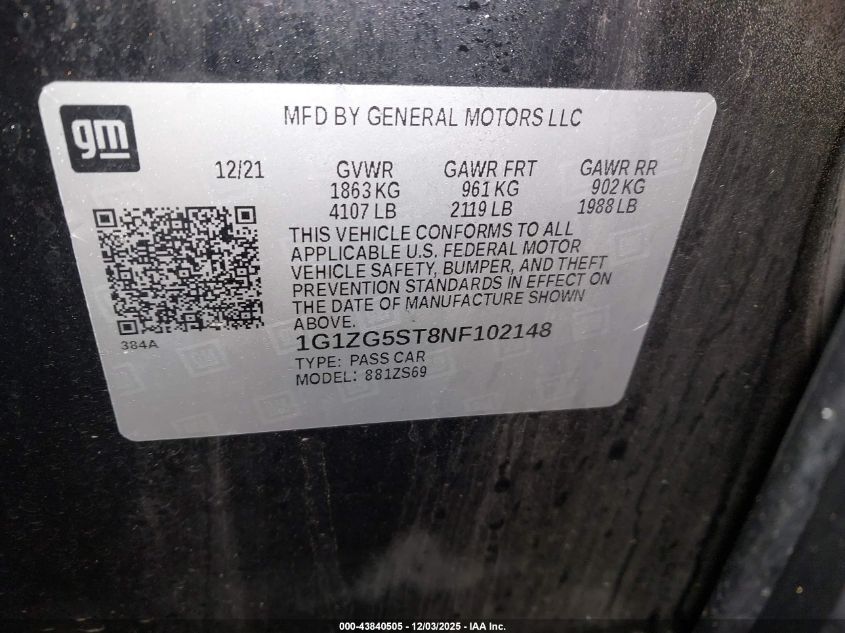 gm
MFD BY GENERAL MOTORS LLC
12/21 GVWR GAWR FRT GAWR RR
1863 KG 961 KG 902 KG
4107 LB 2119 LB 1988 LB
THIS VEHICLE CONFORMS TO ALL
APPLICABLE U.S. FEDERAL MOTOR
VEHICLE SAFETY, BUMPER, AND THEFT
PREVENTION STANDARDS IN EFFECT ON
THE DATE OF MANUFACTURE SHOWN
ABOVE.
384A
1G1ZG5ST8NF102148
TYPE: PASS CAR
MODEL: 881ZS69
000-43840505 - 12/03/2025 - IAA Inc.